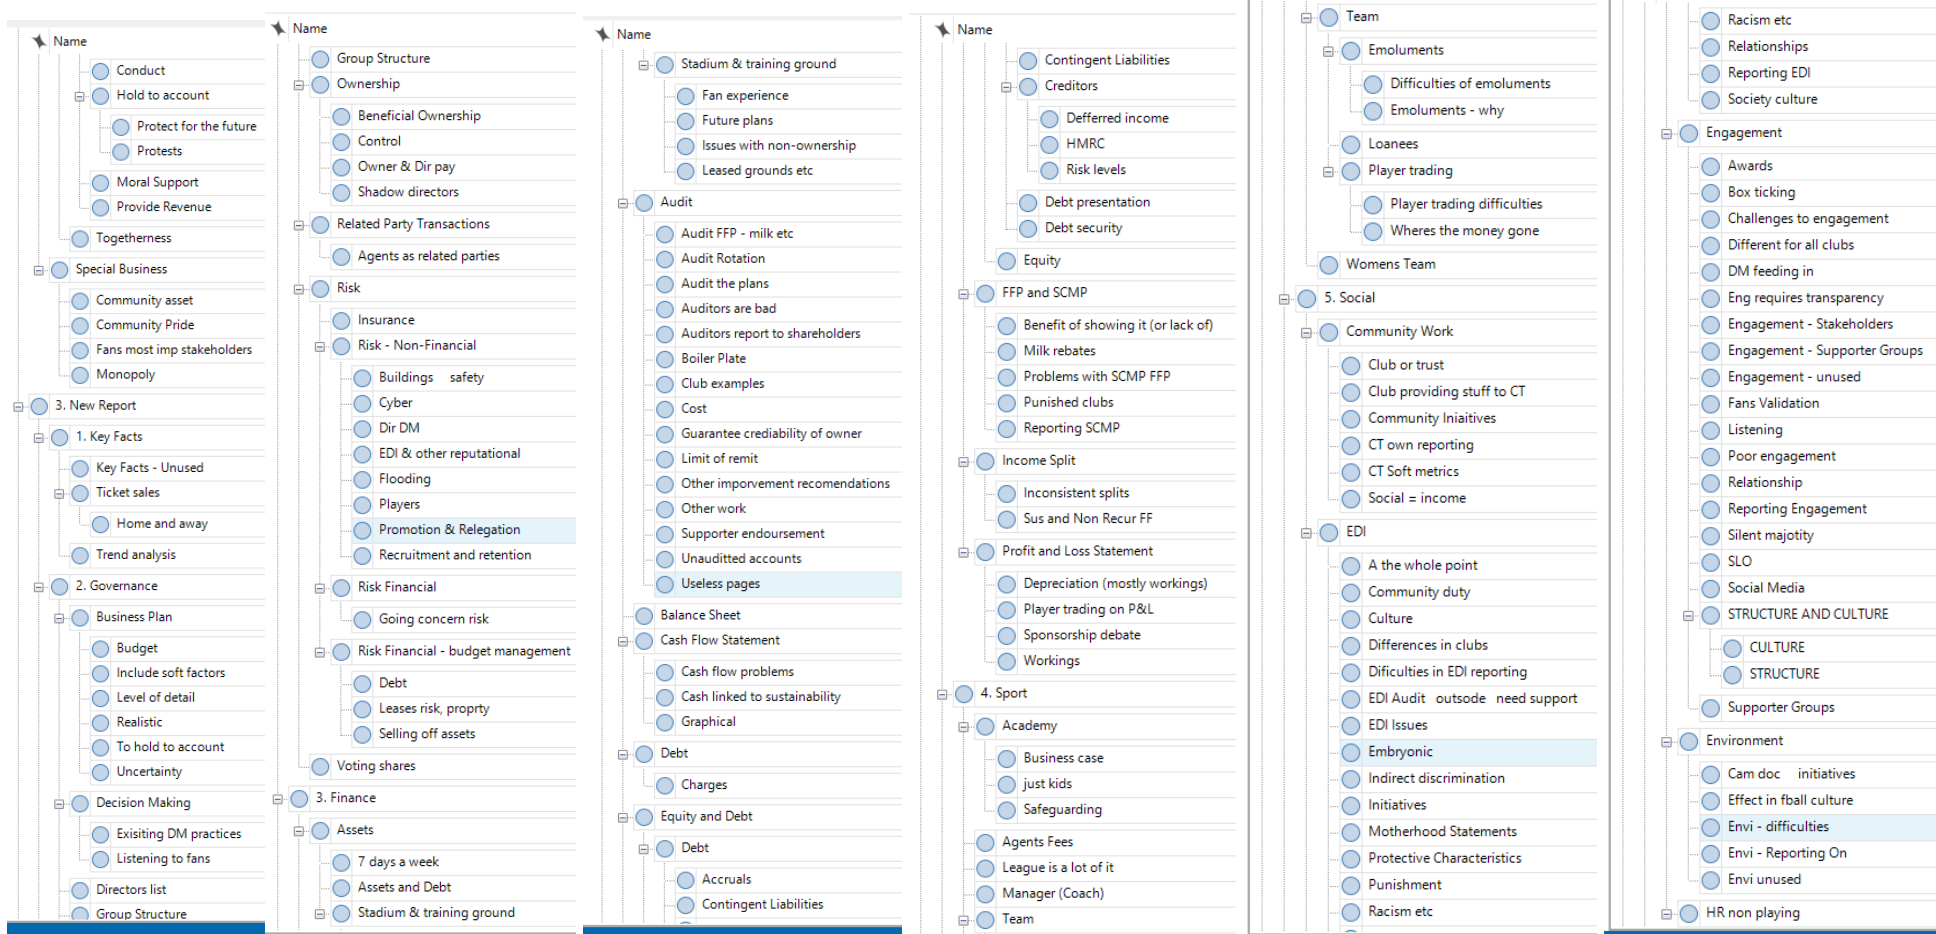 Name
Conduct
Hold to account
Protect for the future
Protests
Moral Support
Provide Revenue
Togetherness
Special Business
Community asset
Community Pride
Fans most imp stakeholders
Monopoly
3. New Report
1. Key Facts
Key Facts - Unused
Ticket sales
Home and away
Trend analysis
2. Governance
Business Plan
Budget
Include soft factors
Level of detail
Realistic
To hold to account
Uncertainty
Decision Making
Exisiting DM practices
Listening to fans
Directors list
Group Structure
Name
Group Structure
Ownership
Beneficial Ownership
Control
Owner & Dir pay
Shadow directors
Related Party Transactions
Agents as related parties
Risk
Insurance
Risk - Non-Financial
Buildings safety
Cyber
Dir DM
EDI & other reputational
Flooding
Players
Promotion & Relegation
Recruitment and retention
Risk Financial
Going concern risk
Risk Financial - budget management
Debt
Leases risk, proprty
Selling off assets
Voting shares
3. Finance
Assets
7 days a week
Assets and Debt
Stadium & training ground
Name
Stadium & training ground
Fan experience
Future plans
Issues with non-ownership
Leased grounds etc
Audit
Audit FFP - milk etc
Audit Rotation
Audit the plans
Auditors are bad
Auditors report to shareholders
Boiler Plate
Club examples
Cost
Guarantee crediability of owner
Limit of remit
Other imporvement recomendations
Other work
Supporter endoursement
Unauditted accounts
Useless pages
Balance Sheet
Cash Flow Statement
Cash flow problems
Cash linked to sustainability
Graphical
Debt
Charges
Equity and Debt
Debt
Accruals
Contingent Liabilities
Name
Contingent Liabilities
Creditors
Defferred income
HMRC
Risk levels
Debt presentation
Debt security
Equity
FFP and SCMP
Benefit of showing it (or lack of)
Milk rebates
Problems with SCMP FFP
Punished clubs
Reporting SCMP
Income Split
Inconsistent splits
Sus and Non Recur FF
Profit and Loss Statement
Depreciation (mostly workings)
Player trading on P&L
Sponsorship debate
Workings
4. Sport
Academy
Business case
just kids
Safeguarding
Agents Fees
League is a lot of it
Manager (Coach)
Team
Team
Emoluments
Difficulties of emoluments
Emoluments - why
Loanees
Player trading
Player trading difficulties
Wheres the money gone
Womens Team
5. Social
Community Work
Club or trust
Club providing stuff to CT
Community Iniaitives
CT own reporting
CT Soft metrics
Social = income
EDI
A the whole point
Community duty
Culture
Differences in clubs
Dificulties in EDI reporting
EDI Audit outsode need support
EDI Issues
Embryonic
Indirect discrimination
Initiatives
Motherhood Statements
Protective Characteristics
Punishment
Racism etc
Racism etc
Relationships
Reporting EDI
Society culture
Engagement
Awards
Box ticking
Challenges to engagement
Different for all clubs
DM feeding in
Eng requires transparency
Engagement - Stakeholders
Engagement - Supporter Groups
Engagement - unused
Fans Validation
Listening
Poor engagement
Relationship
Reporting Engagement
Silent majotity
SLO
Social Media
STRUCTURE AND CULTURE
CULTURE
STRUCTURE
Supporter Groups
Environment
Cam doc initiatives
Effect in fball culture
Envi - difficulties
Envi - Reporting On
Envi unused
HR non playing